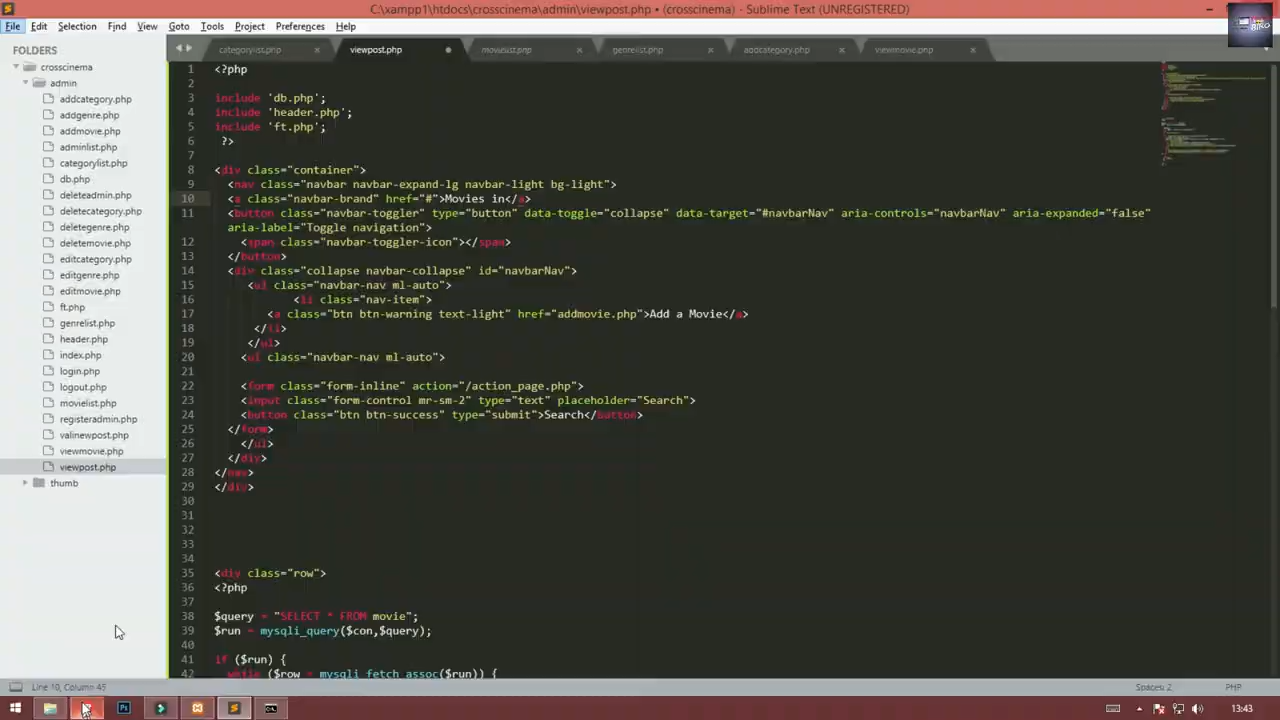 C:\xampp1\htdocs\crosscinema\admin\viewpost.php • (crosscinema) - Sublime Text (UNREGISTERED)
File Edit Selection Find View Goto Tools Project Preferences Help
FOLDERS
crosscinema
admin
addcategory.php
addgenre.php
addmovie.php
adminlist.php
categorylist.php
db.php
deleteadmin.php
deletecategory.php
deletegenre.php
deletemovie.php
editcategory.php
editgenre.php
editmovie.php
ft.php
genrelist.php
header.php
index.php
login.php
logout.php
movielist.php
registeradmin.php
valinewpost.php
viewmovie.php
viewpost.php
thumb
categorylist.php viewpost.php movielist.php genrelist.php addcategory.php viewmovie.php
1 <?php
2
3 include 'db.php';
4 include 'header.php';
5 include 'ft.php';
6 ?>
7
8 <div class="container">
9 <nav class="navbar navbar-expand-lg navbar-light bg-light">
10 <a class="navbar-brand" href="#">Movies in</a>
11 <button class="navbar-toggler" type="button" data-toggle="collapse" data-target="#navbarNav" aria-controls="navbarNav" aria-expanded="false"
aria-label="Toggle navigation">
12 <span class="navbar-toggler-icon"></span>
13 </button>
14 <div class="collapse navbar-collapse" id="navbarNav">
15 <ul class="navbar-nav ml-auto">
16 <li class="nav-item">
17 <a class="btn btn-warning text-light" href="addmovie.php">Add a Movie</a>
18 </li>
19 </ul>
20 <ul class="navbar-nav ml-auto">
21
22 <form class="form-inline" action="/action_page.php">
23 <input class="form-control mr-sm-2" type="text" placeholder="Search">
24 <button class="btn btn-success" type="submit">Search</button>
25 </form>
26 </ul>
27 </div>
28 </nav>
29 </div>
30
31
32
33
34
35 <div class="row">
36 <?php
37
38 $query = "SELECT * FROM movie";
39 $run = mysqli_query($con,$query);
40
41 if ($run) {
42 while ($row = mysqli_fetch_assoc($run)) {
Line 10, Column 45
Spaces: 2 PHP
13:43